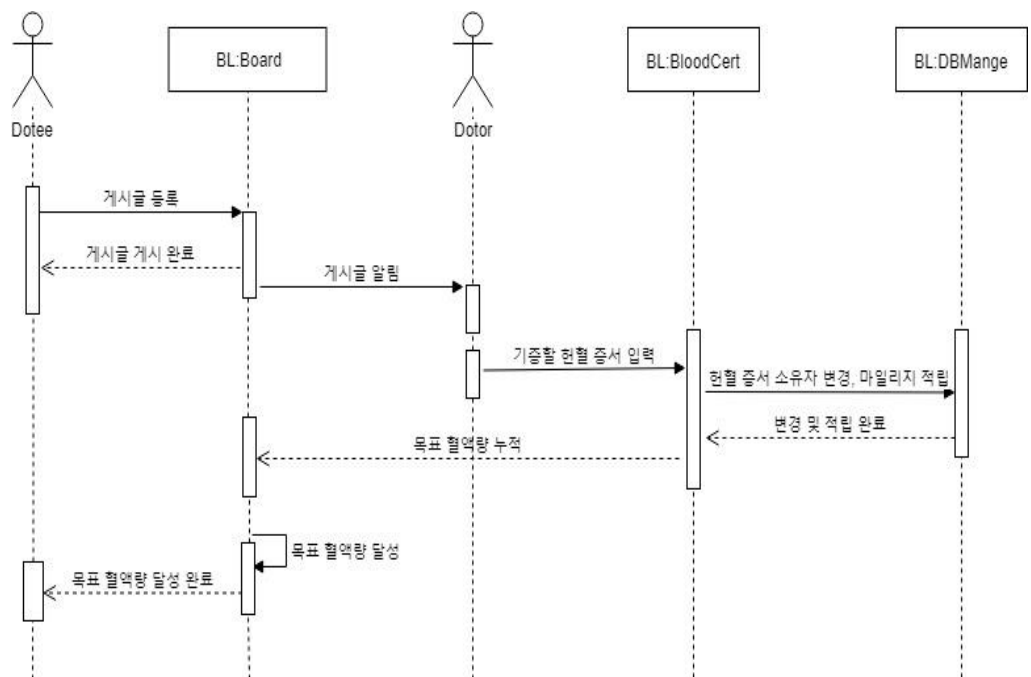 BL:Board
BL:BloodCert
BL:DBMange
Dotee
Dotor
게시글 등록
게시글 게시 완료
게시글 알림
기증할 헌혈 증서 입력
헌혈 증서 소유자 변경, 마일리지 적립
변경 및 적립 완료
목표 혈액량 누적
목표 혈액량 달성
목표 혈액량 달성 완료